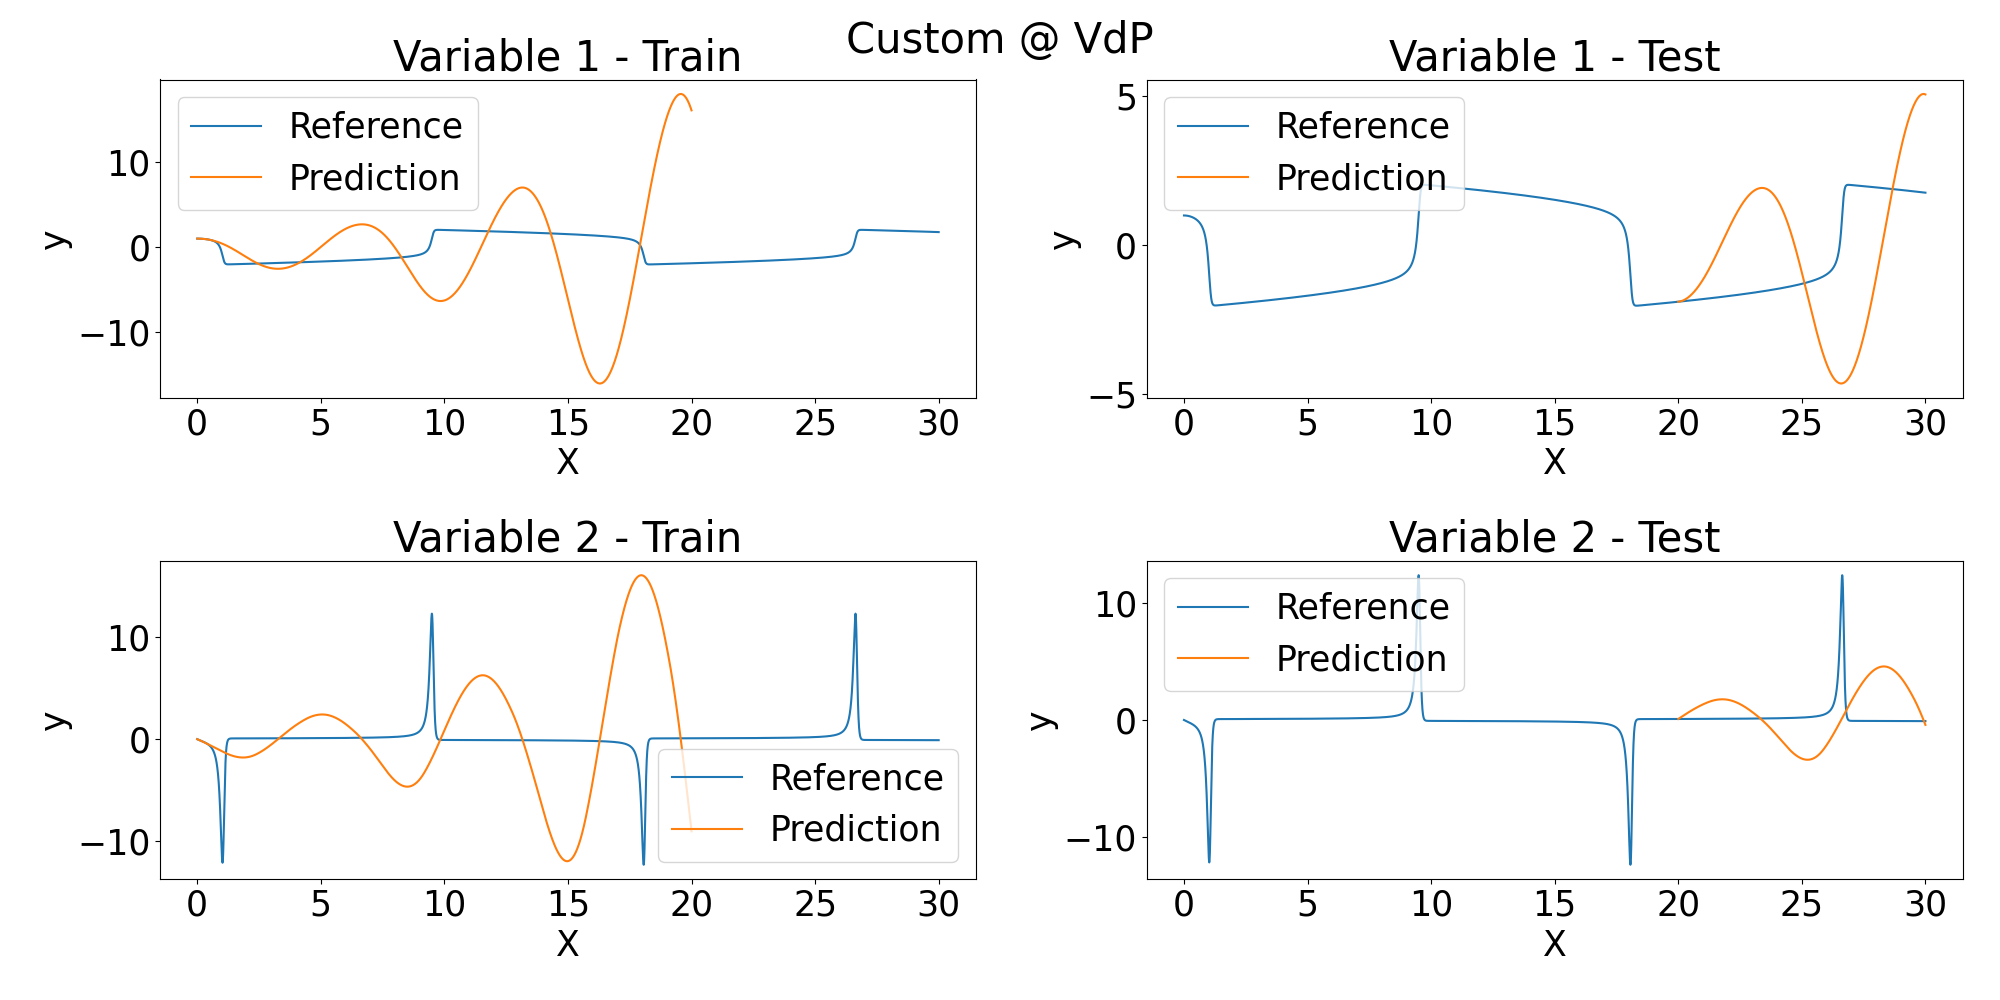 Custom @ VdP
Variable 1 - Train
Reference
Prediction
10
0
−10
y
0 5 10 15 20 25 30
X
Variable 1 - Test
Reference
Prediction
5
0
−5
y
0 5 10 15 20 25 30
X
Variable 2 - Train
10
0
−10
y
Reference
Prediction
0 5 10 15 20 25 30
X
Variable 2 - Test
Reference
Prediction
10
0
−10
y
0 5 10 15 20 25 30
X